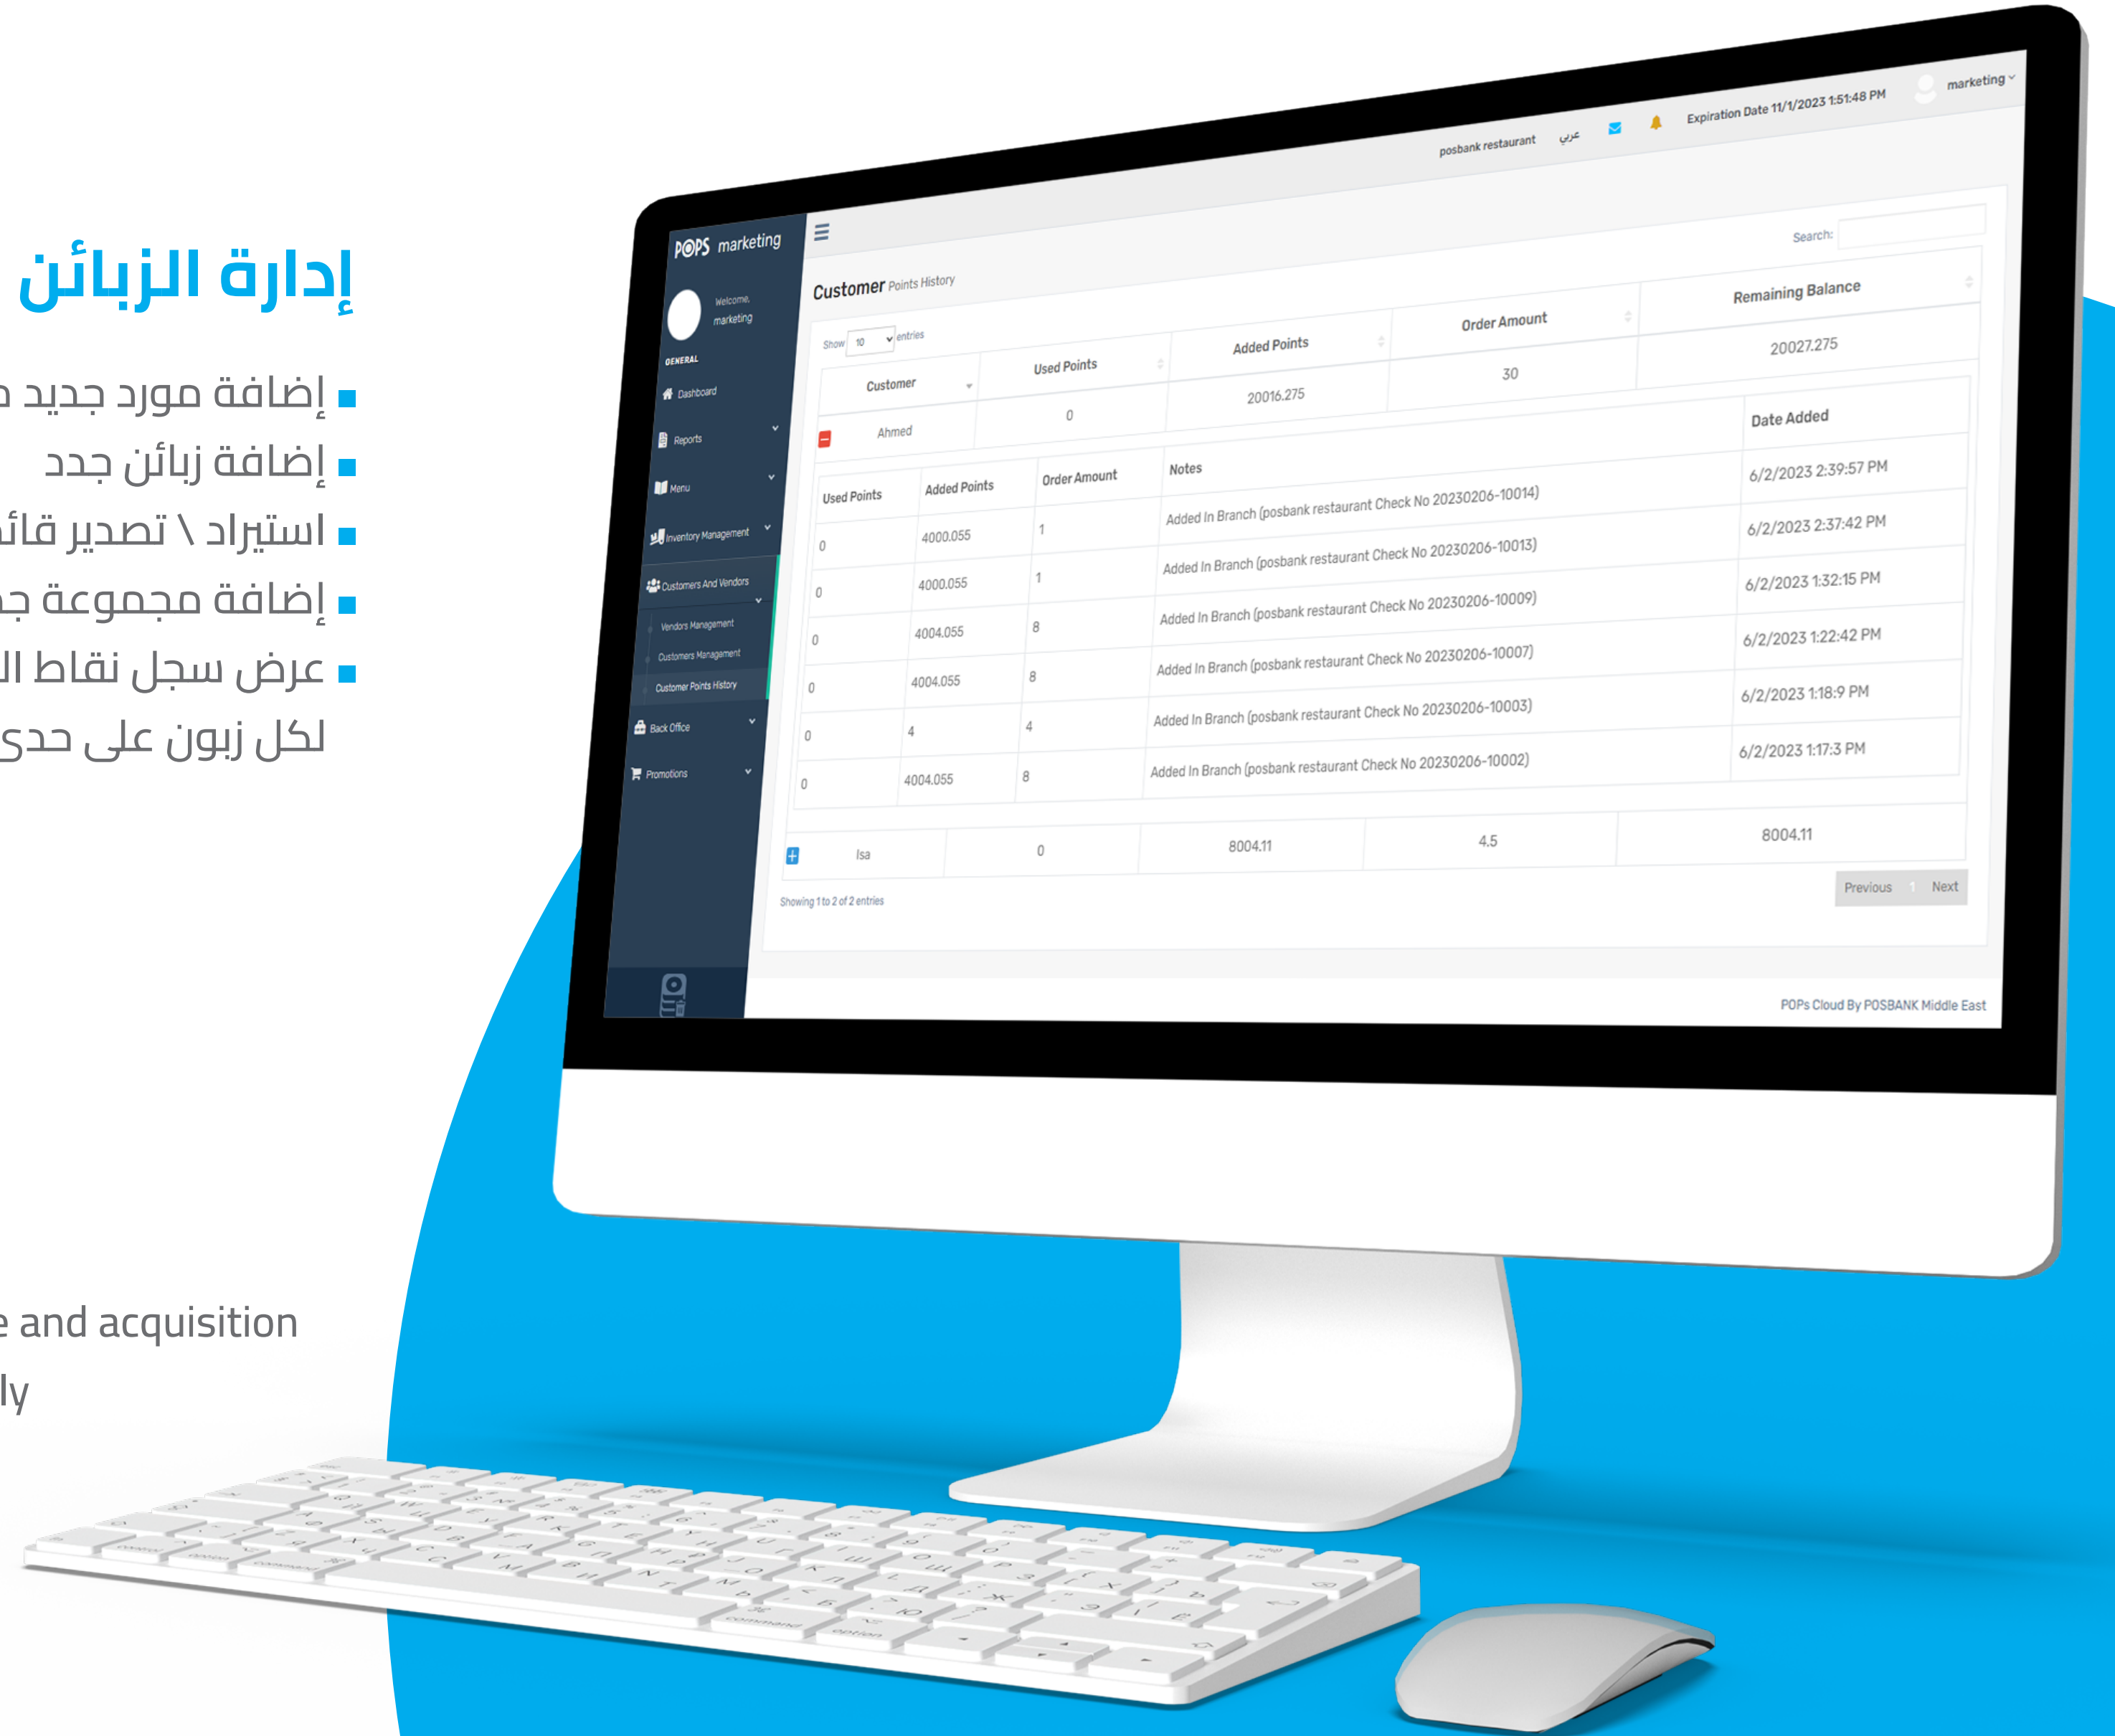 إدارة الزبائن
إضافة مورد جديد
إضافة زبائن جدد
استيراد \ تصدير
إضافة مجموعة
عرض سجل نقاط
لكل زبون على حدى
and acquisition
POPS marketing
Welcome,
marketing
GENERAL
Dashboard
Reports
Menu
Inventory Management
Customers And Vendors
Vendors Management
Customers Management
Customer Points History
Back Office
Promotions
posbank restaurant عربي Expiration Date 11/1/2023 1:51:48 PM marketing
Customer Points History
Search:
Show 10 entries
Customer Used Points Added Points Order Amount Remaining Balance
Ahmed 0 20016.275 30 20027.275
Used Points Added Points Order Amount Notes Date Added
0 4000.055 1 Added In Branch (posbank restaurant Check No 20230206-10014) 6/2/2023 2:39:57 PM
0 4000.055 1 Added In Branch (posbank restaurant Check No 20230206-10013) 6/2/2023 2:37:42 PM
0 4004.055 8 Added In Branch (posbank restaurant Check No 20230206-10009) 6/2/2023 1:32:15 PM
0 4004.055 8 Added In Branch (posbank restaurant Check No 20230206-10007) 6/2/2023 1:22:42 PM
0 4 4 Added In Branch (posbank restaurant Check No 20230206-10003) 6/2/2023 1:18:9 PM
0 4004.055 8 Added In Branch (posbank restaurant Check No 20230206-10002) 6/2/2023 1:17:3 PM
Isa 0 8004.11 4.5 8004.11
Showing 1 to 2 of 2 entries
Previous 1 Next
POPs Cloud By POSBANK Middle East
command option